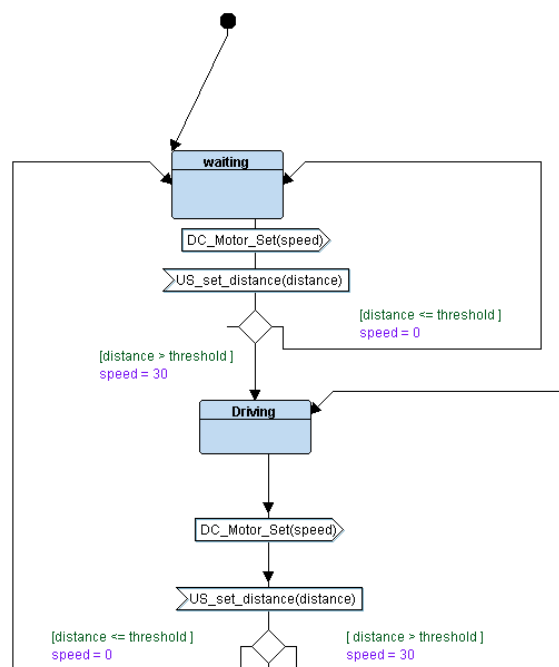 waiting
DC_Motor_Set(speed)
US_set_distance(distance)
[distance <= threshold ]
speed = 0
[distance > threshold ]
speed = 30
Driving
DC_Motor_Set(speed)
US_set_distance(distance)
[distance <= threshold ]
speed = 0
[ distance > threshold ]
speed = 30